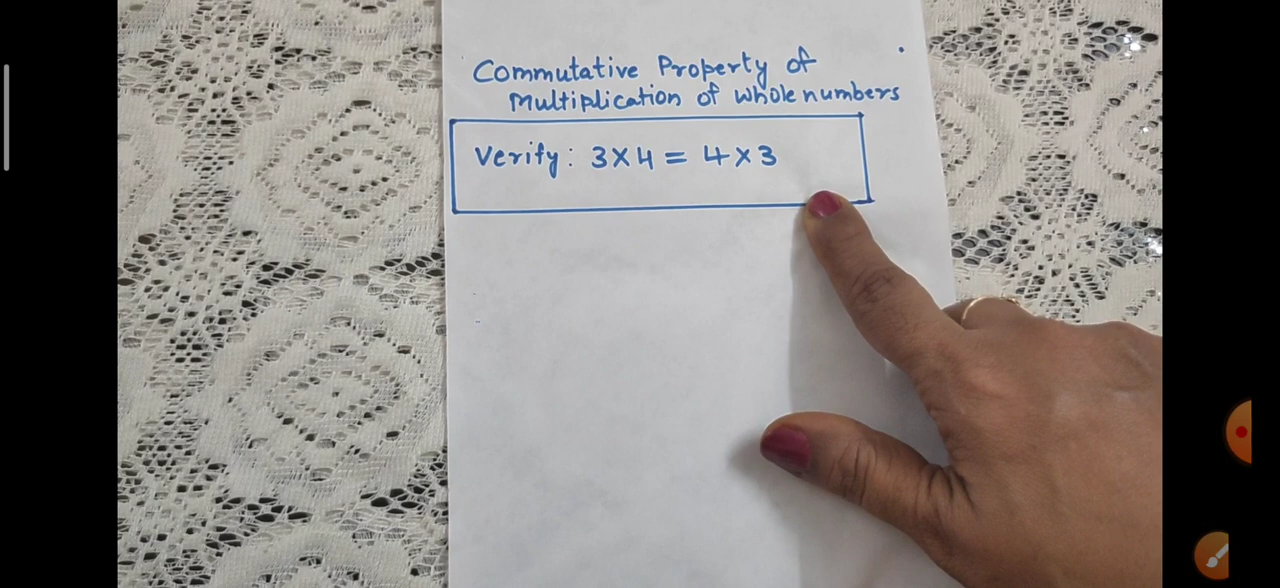 Commutative Property of
Multiplication of whole numbers
Verify: 3 × 4 = 4 × 3